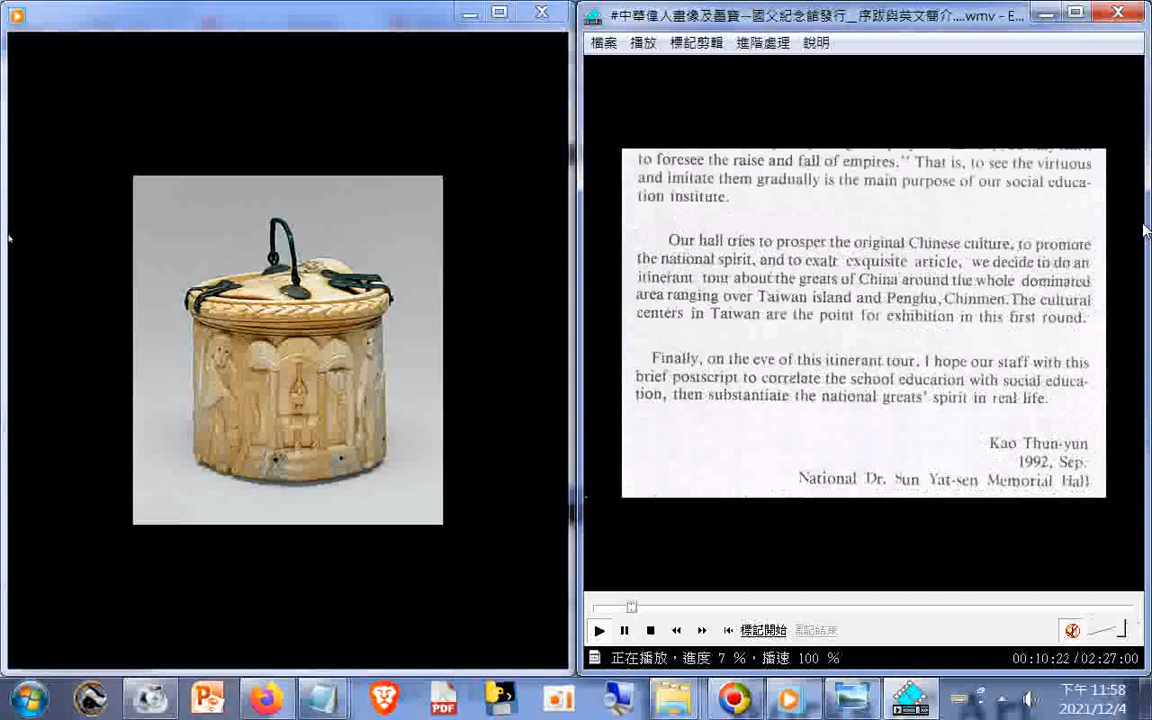 #中華偉人畫像及墨寶—國父紀念館發行_序跋與英文簡介....wmv - E...
檔案 播放 標記剪輯 進階處理 說明
to foresee the raise and fall of empires.'' That is, to see the virtuous
and imitate them gradually is the main purpose of our social educa-
tion institute.
Our hall tries to prosper the original Chinese culture, to promote
the national spirit, and to exalt exquisite article, we decide to do an
itinerant tour about the greats of China around the whole dominated
area ranging over Taiwan island and Penghu, Chinmen. The cultural
centers in Taiwan are the point for exhibition in this first round.
Finally, on the eve of this itinerant tour, I hope our staff with this
brief postscript to correlate the school education with social educa-
tion, then substantiate the national greats' spirit in real life.
Kao Thun-yun
1992, Sep.
National Dr. Sun Yat-sen Memorial Hall
標記開始 標記結束
正在播放，進度 7 %，播速 100 % 00:10:22 / 02:27:00
PDF
下午 11:58
2021/12/4